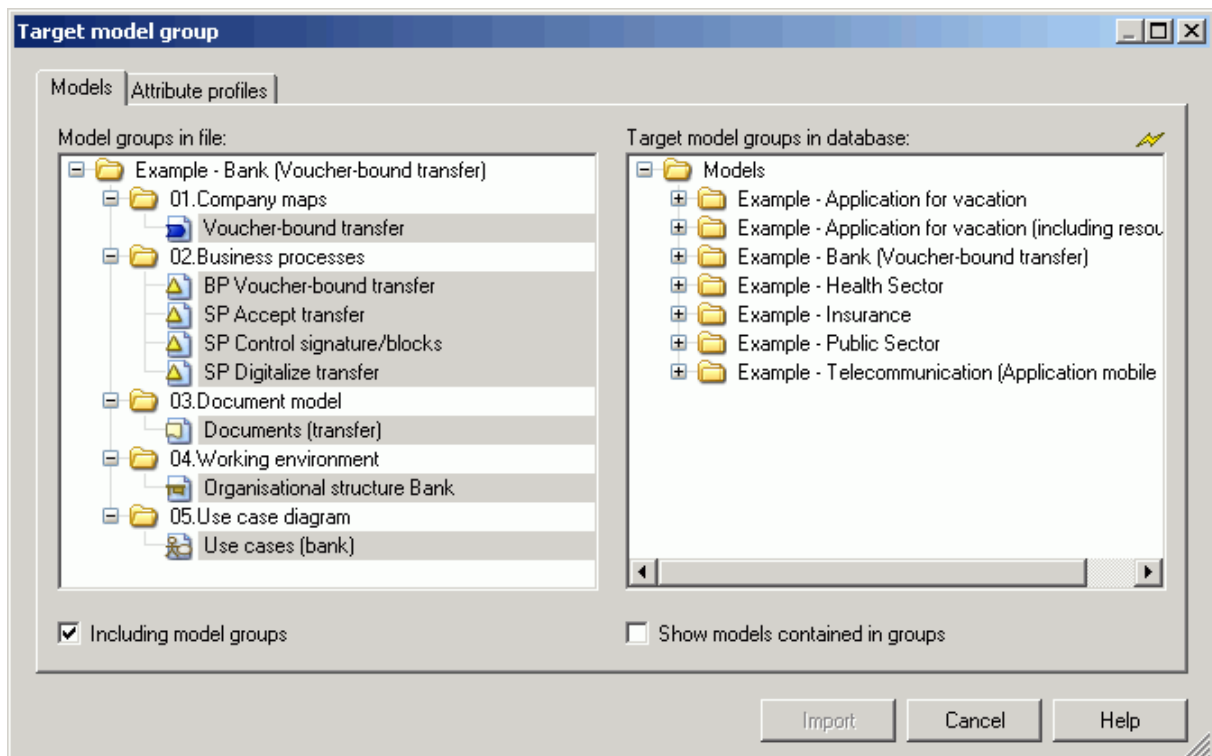 Target model group
Models
Attribute profiles
Model groups in file:
Example - Bank (Voucher-bound transfer)
01.Company maps
Voucher-bound transfer
02.Business processes
BP Voucher-bound transfer
SP Accept transfer
SP Control signature/blocks
SP Digitalize transfer
03.Document model
Documents (transfer)
04.Working environment
Organisational structure Bank
05.Use case diagram
Use cases (bank)
Including model groups
Target model groups in database:
Models
Example - Application for vacation
Example - Application for vacation (including resou
Example - Bank (Voucher-bound transfer)
Example - Health Sector
Example - Insurance
Example - Public Sector
Example - Telecommunication (Application mobile
Show models contained in groups
Import
Cancel
Help